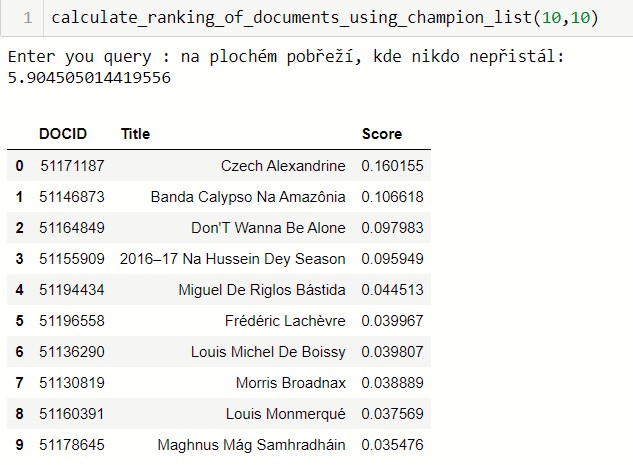 1 calculate_ranking_of_documents_using_champion_list(10,10)
Enter you query : na plochém pobřeží, kde nikdo nepřistál:
5.904505014419556
DOCID Title Score
0 51171187 Czech Alexandrine 0.160155
1 51146873 Banda Calypso Na Amazônia 0.106618
2 51164849 Don'T Wanna Be Alone 0.097983
3 51155909 2016–17 Na Hussein Dey Season 0.095949
4 51194434 Miguel De Riglos Bástida 0.044513
5 51196558 Frédéric Lachèvre 0.039967
6 51136290 Louis Michel De Boissy 0.039807
7 51130819 Morris Broadnax 0.038889
8 51160391 Louis Monmerqué 0.037569
9 51178645 Maghnus Mág Samhradháin 0.035476